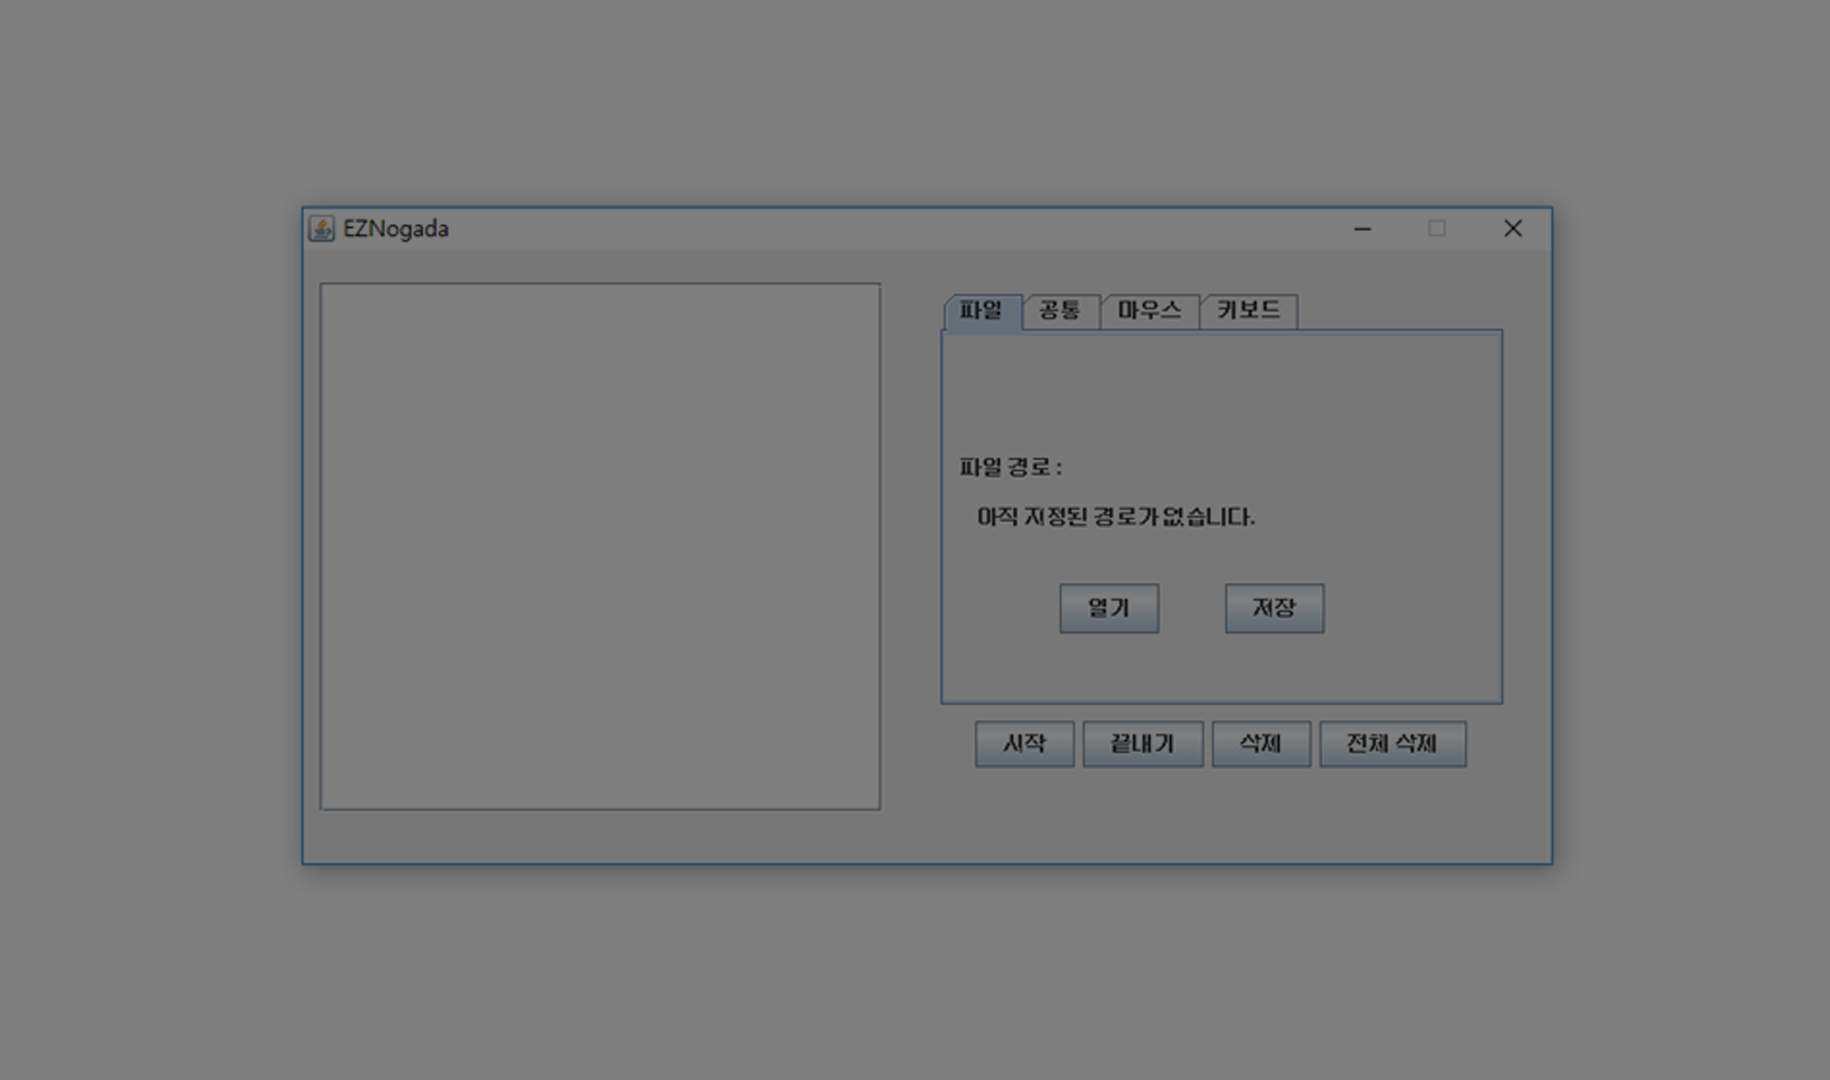 EZNogada
파일 공통 마우스 키보드
파일 경로 :
아직 지정된 경로가 없습니다.
열기 저장
시작 끝내기 삭제 전체 삭제